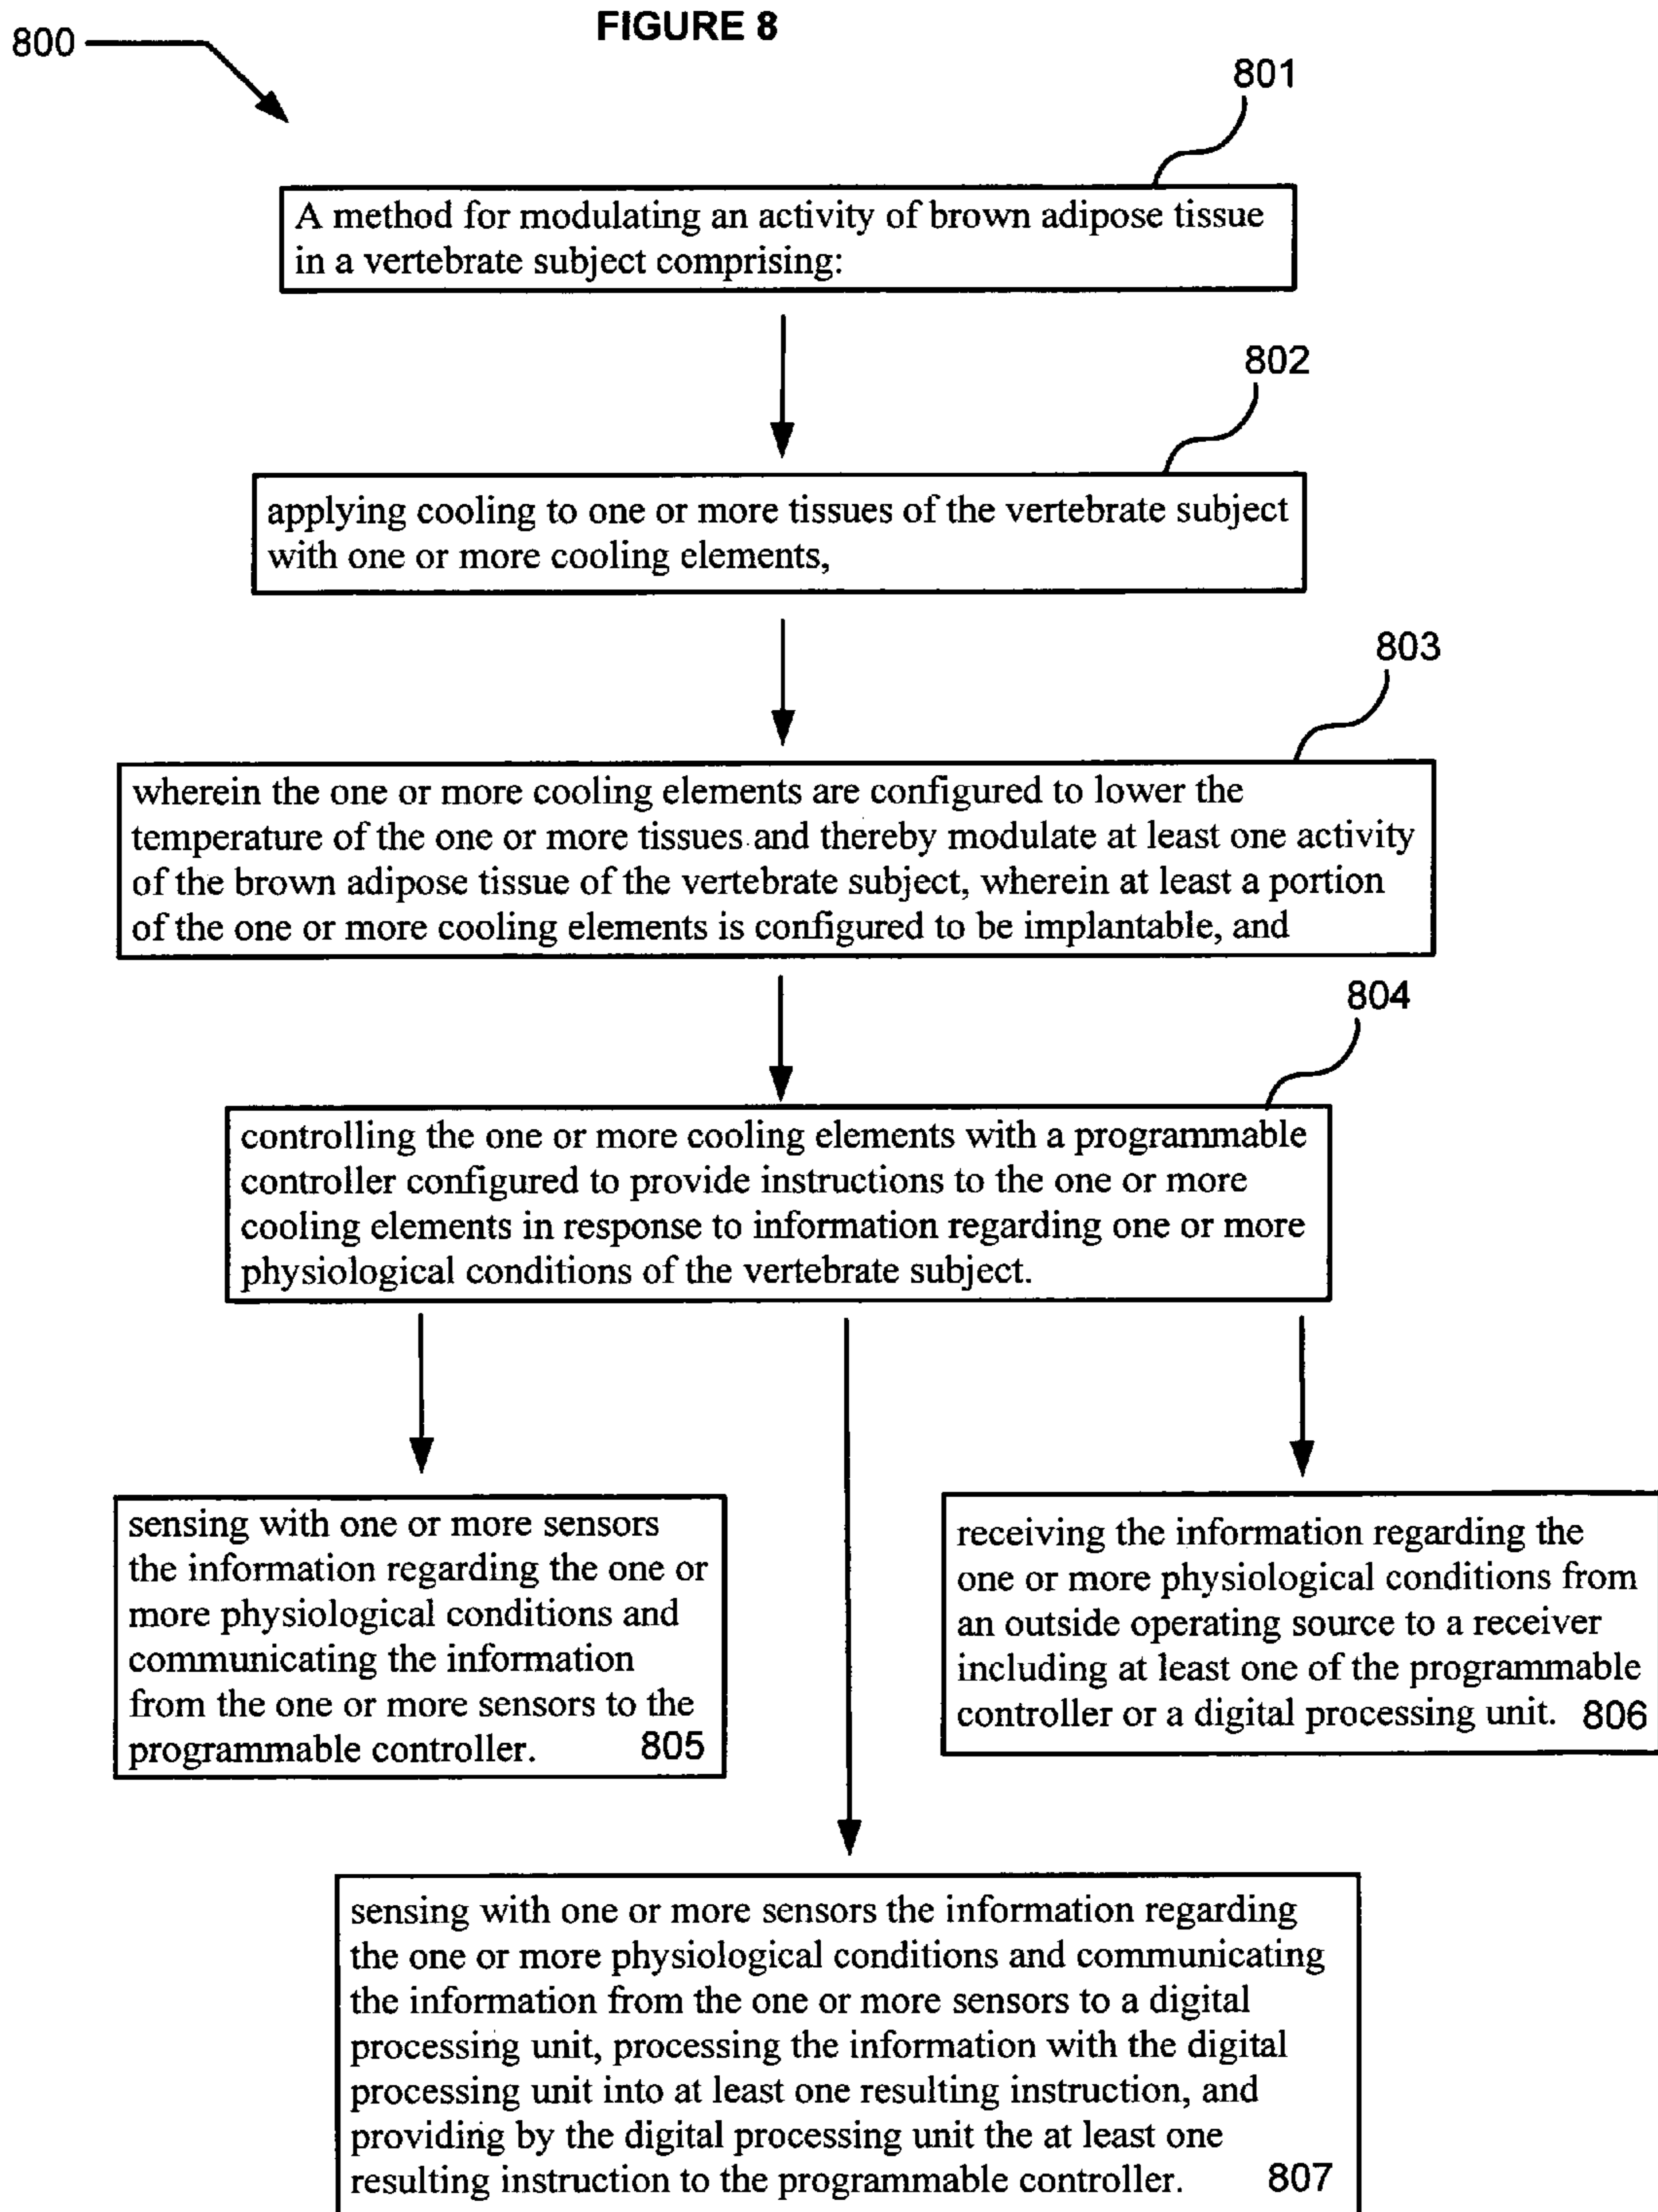 FIGURE 8
800
801
A method for modulating an activity of brown adipose tissue
in a vertebrate subject comprising:
802
applying cooling to one or more tissues of the vertebrate subject
with one or more cooling elements,
803
wherein the one or more cooling elements are configured to lower the
temperature of the one or more tissues and thereby modulate at least one activity
of the brown adipose tissue of the vertebrate subject, wherein at least a portion
of the one or more cooling elements is configured to be implantable, and
804
controlling the one or more cooling elements with a programmable
controller configured to provide instructions to the one or more
cooling elements in response to information regarding one or more
physiological conditions of the vertebrate subject.
sensing with one or more sensors
the information regarding the one or
more physiological conditions and
communicating the information
from the one or more sensors to the
programmable controller. 805
receiving the information regarding the
one or more physiological conditions from
an outside operating source to a receiver
including at least one of the programmable
controller or a digital processing unit. 806
sensing with one or more sensors the information regarding
the one or more physiological conditions and communicating
the information from the one or more sensors to a digital
processing unit, processing the information with the digital
processing unit into at least one resulting instruction, and
providing by the digital processing unit the at least one
resulting instruction to the programmable controller. 807